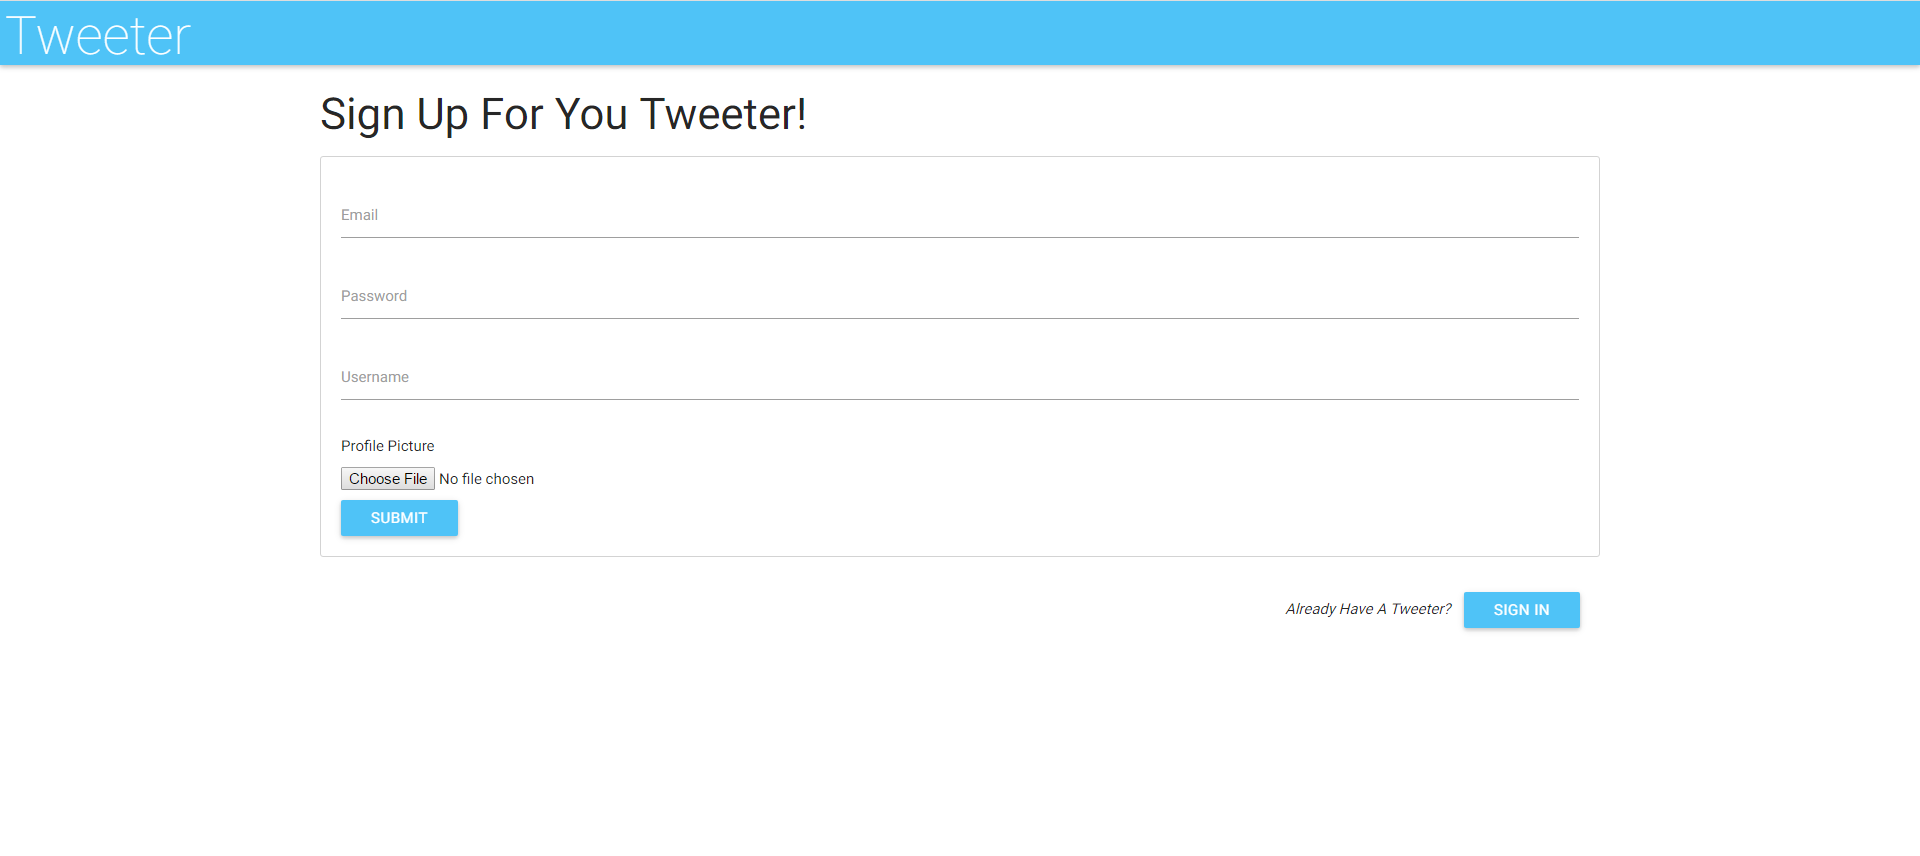 Tweeter
Sign Up For You Tweeter!
Email
Password
Username
Profile Picture
Choose File No file chosen
SUBMIT
Already Have A Tweeter? SIGN IN